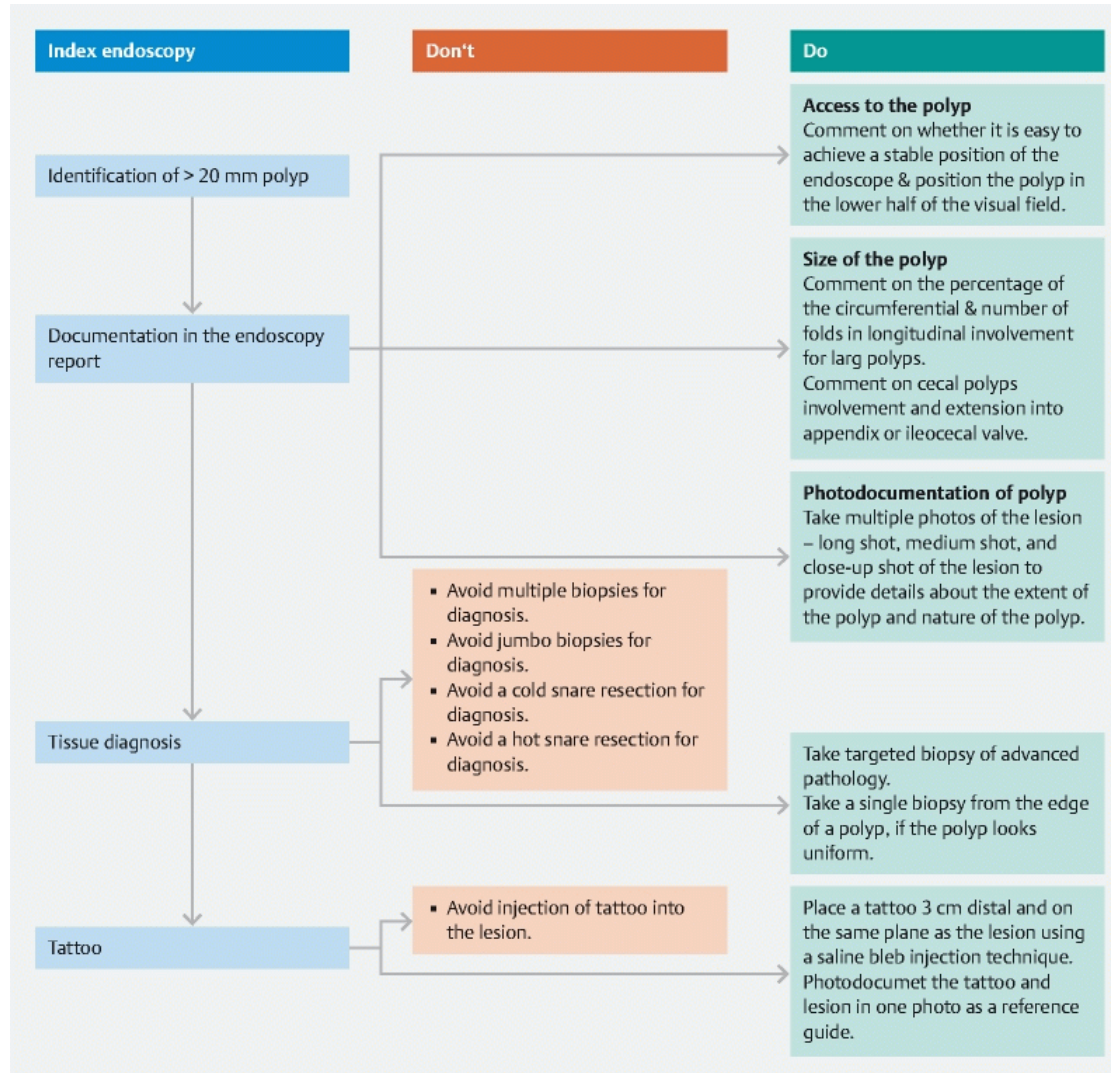 Index endoscopy
Don't
Do
Identification of > 20 mm polyp
Documentation in the endoscopy
report
Tissue diagnosis
Tattoo
▪ Avoid multiple biopsies for
diagnosis.
▪ Avoid jumbo biopsies for
diagnosis.
▪ Avoid a cold snare resection for
diagnosis.
▪ Avoid a hot snare resection for
diagnosis.
▪ Avoid injection of tattoo into
the lesion.
Access to the polyp
Comment on whether it is easy to
achieve a stable position of the
endoscope & position the polyp in
the lower half of the visual field.
Size of the polyp
Comment on the percentage of
the circumferential & number of
folds in longitudinal involvement
for larg polyps.
Comment on cecal polyps
involvement and extension into
appendix or ileocecal valve.
Photodocumentation of polyp
Take multiple photos of the lesion
– long shot, medium shot, and
close-up shot of the lesion to
provide details about the extent of
the polyp and nature of the polyp.
Take targeted biopsy of advanced
pathology.
Take a single biopsy from the edge
of a polyp, if the polyp looks
uniform.
Place a tattoo 3 cm distal and on
the same plane as the lesion using
a saline bleb injection technique.
Photodocumet the tattoo and
lesion in one photo as a reference
guide.